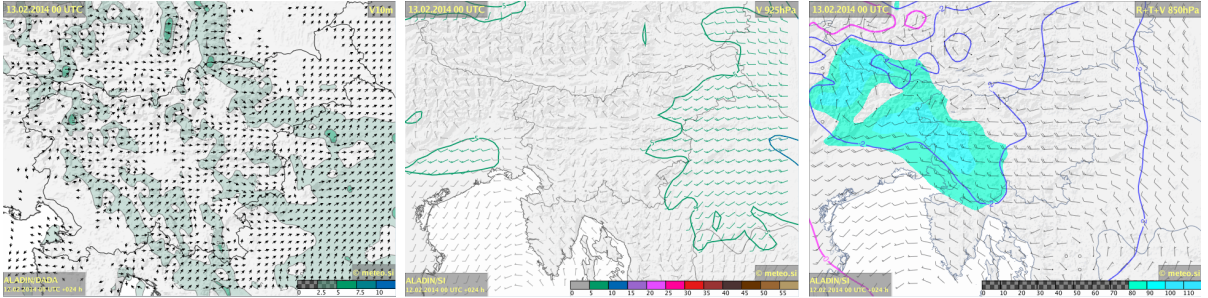 13.02.2014 00 UTC
V10m
ALADIN/DADA
12.02.2014 00 UTC +024 h
© meteo.si
0 2.5 5 7 10
13.02.2014 00 UTC
V 925hPa
ALADIN/SI
12.02.2014 00 UTC +024 h
© meteo.si
0 5 10 15 20 25 30 35 40 45 50 55
13.02.2014 00 UTC
R+T+V 850hPa
ALADIN/SI
12.02.2014 00 UTC +024 h
© meteo.si
0 10 20 30 40 50 60 70 80 90 100